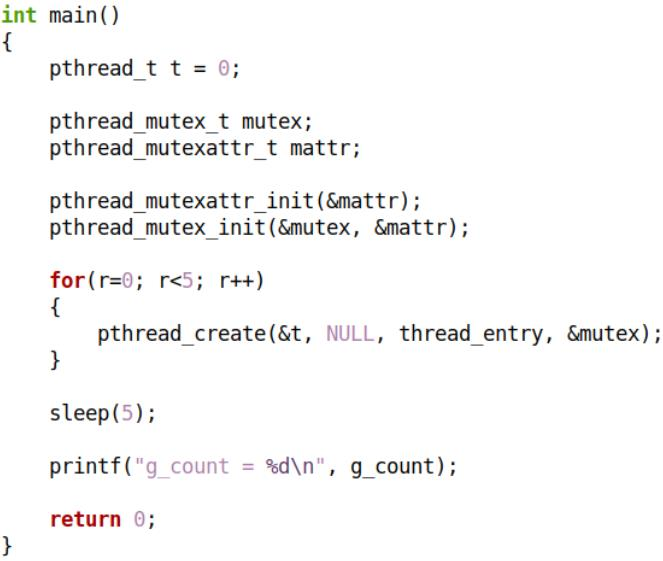 int main()
{
    pthread_t t = 0;
    pthread_mutex_t mutex;
    pthread_mutexattr_t mattr;
    pthread_mutexattr_init(&mattr);
    pthread_mutex_init(&mutex, &mattr);
    for(r=0; r<5; r++)
    {
        pthread_create(&t, NULL, thread_entry, &mutex);
    }
    sleep(5);
    printf("g_count = %d\n", g_count);
    return 0;
}